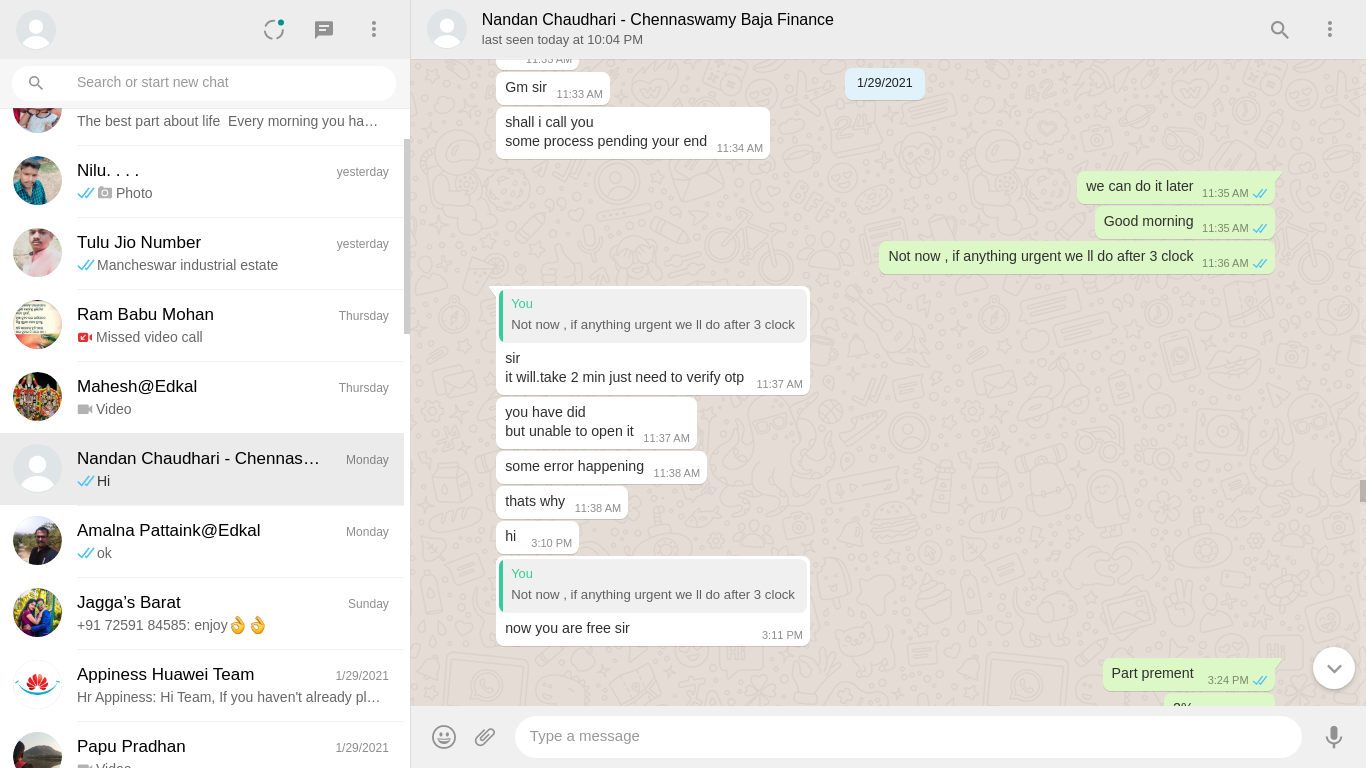 Search or start new chat
The best part about life  Every morning you ha…
Nilu. . . .
yesterday
Photo
Tulu Jio Number
yesterday
Mancheswar industrial estate
Ram Babu Mohan
Thursday
Missed video call
Mahesh@Edkal
Thursday
Video
Nandan Chaudhari - Chennas…
Monday
Hi
Amalna Pattaink@Edkal
Monday
ok
Jagga’s Barat
Sunday
+91 72591 84585: enjoy👌👌
Appiness Huawei Team
1/29/2021
Hr Appiness: Hi Team, If you haven't already pl…
Papu Pradhan
1/29/2021
Video
Nandan Chaudhari - Chennaswamy Baja Finance
last seen today at 10:04 PM
11:33 AM
1/29/2021
Gm sir 11:33 AM
shall i call you
some process pending your end 11:34 AM
we can do it later 11:35 AM
Good morning 11:35 AM
Not now , if anything urgent we ll do after 3 clock 11:36 AM
You
Not now , if anything urgent we ll do after 3 clock
sir
it will.take 2 min just need to verify otp 11:37 AM
you have did
but unable to open it 11:37 AM
some error happening 11:38 AM
thats why 11:38 AM
hi 3:10 PM
You
Not now , if anything urgent we ll do after 3 clock
now you are free sir 3:11 PM
Part prement 3:24 PM
Type a message